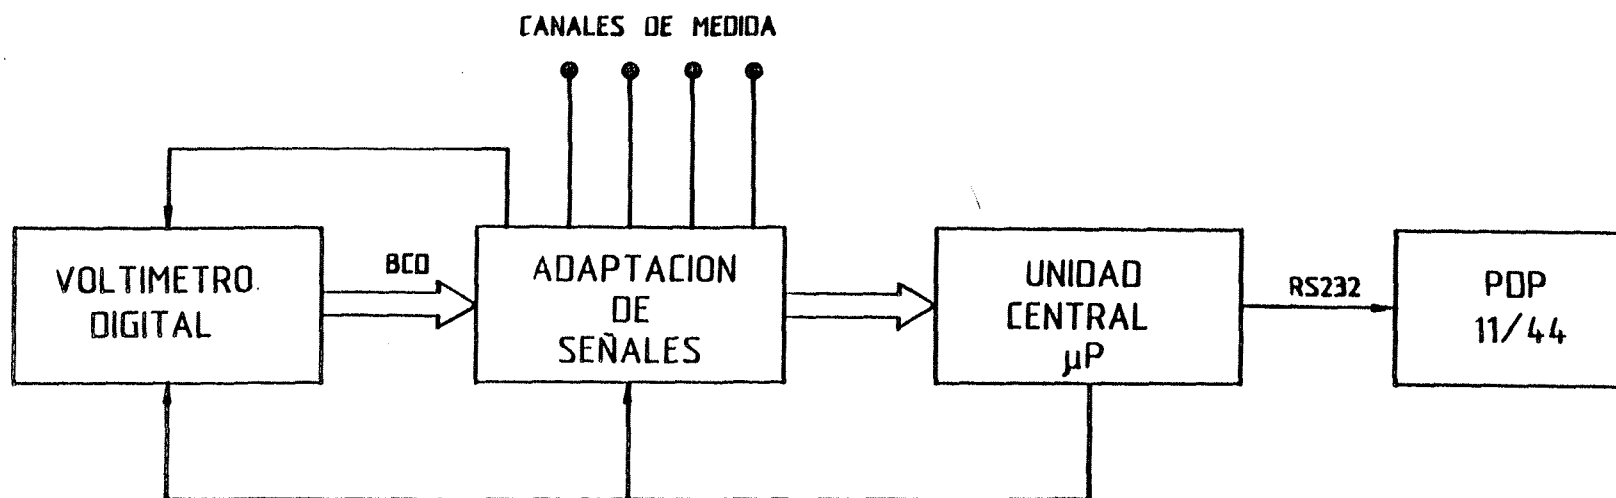 CANALES DE MEDIDA
VOLTIMETRO
DIGITAL
BCD
ADAPTACION
DE
SEÑALES
UNIDAD
CENTRAL
µP
RS232
PDP
11/44